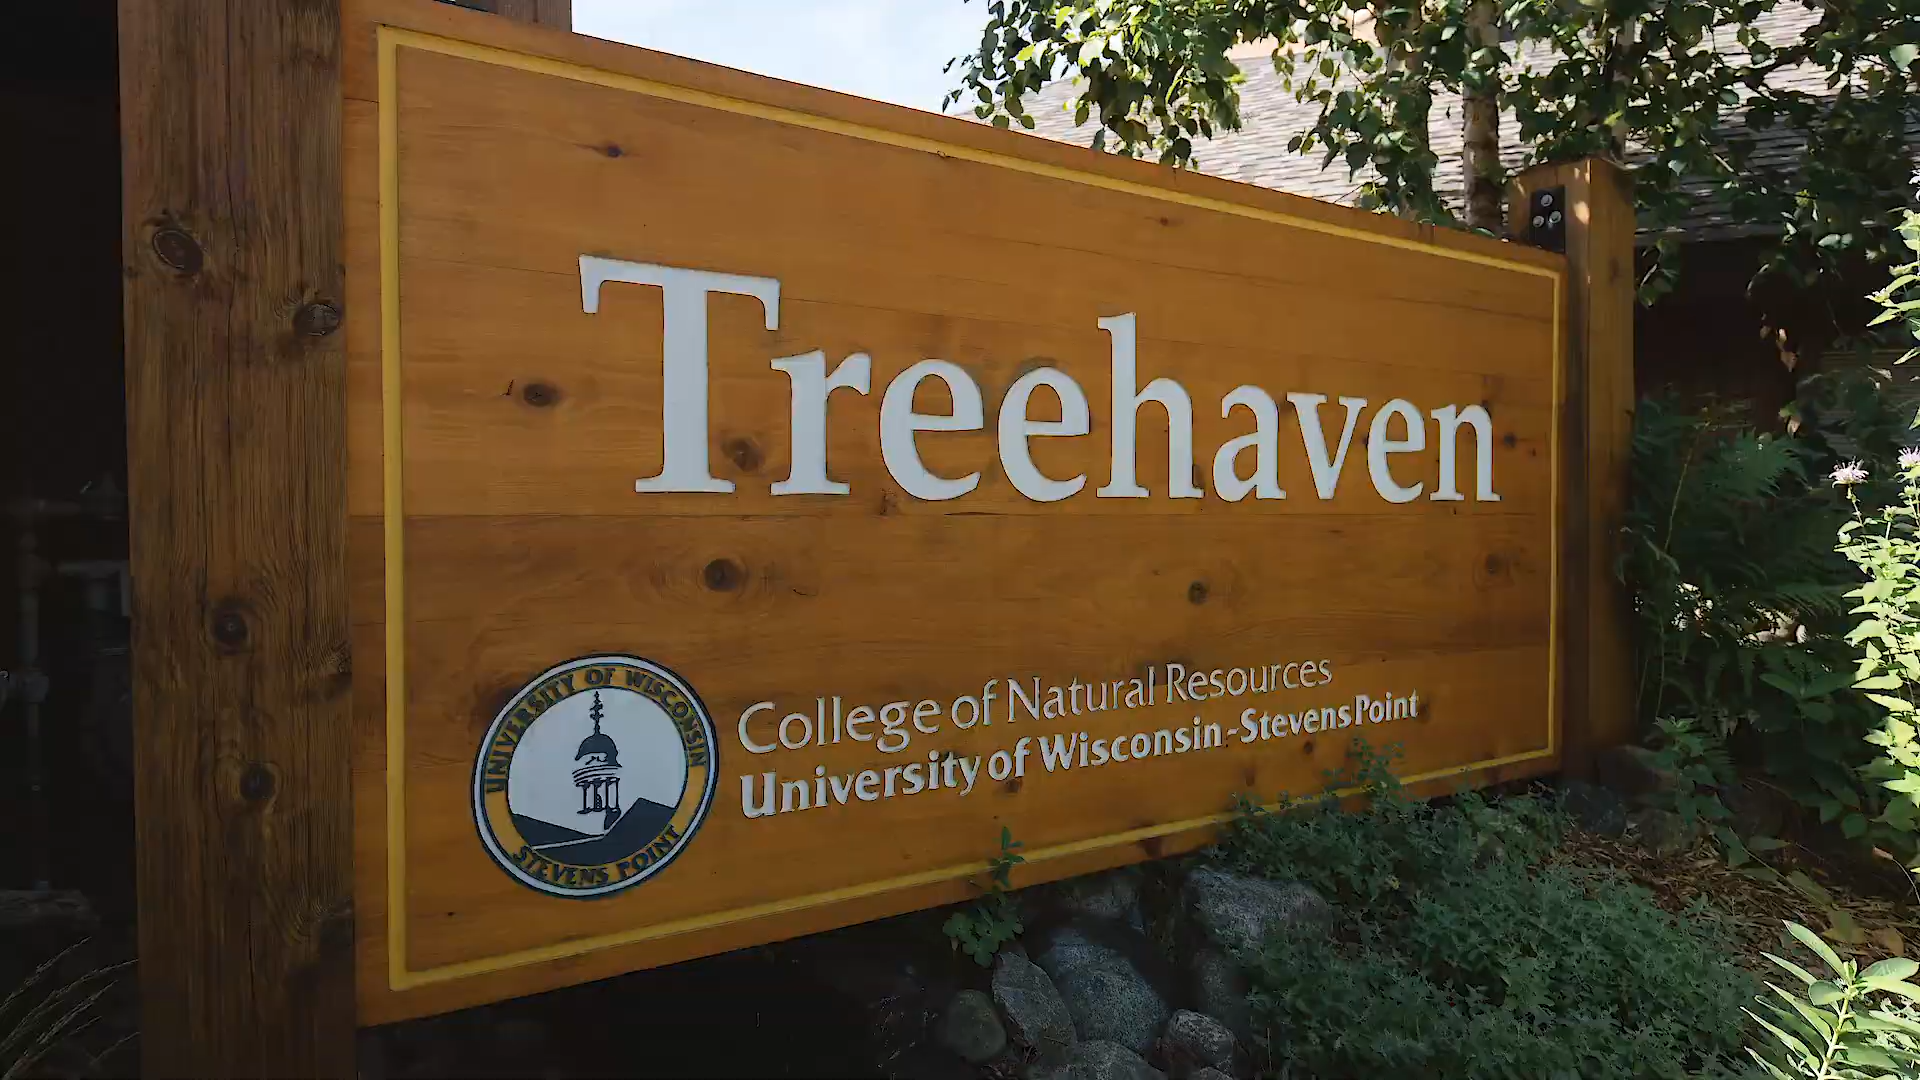 Treehaven
College of Natural Resources
University of Wisconsin-Stevens Point
UNIVERSITY OF WISCONSIN
STEVENS POINT